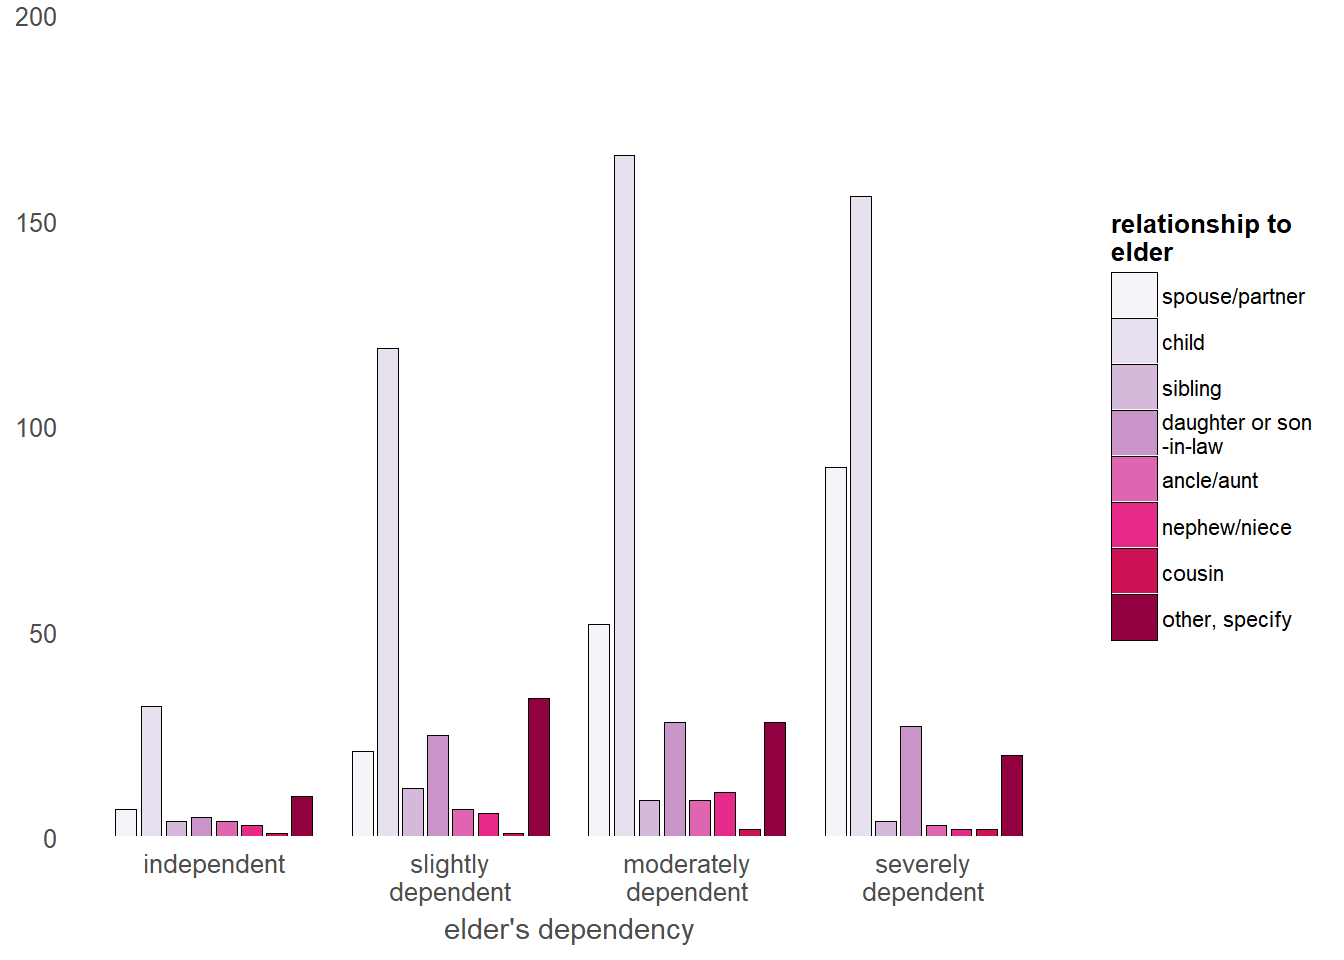 200
150
100
50
0
independent
slightly
dependent
moderately
dependent
severely
dependent
elder's dependency
relationship to
elder
spouse/partner
child
sibling
daughter or son
-in-law
ancle/aunt
nephew/niece
cousin
other, specify